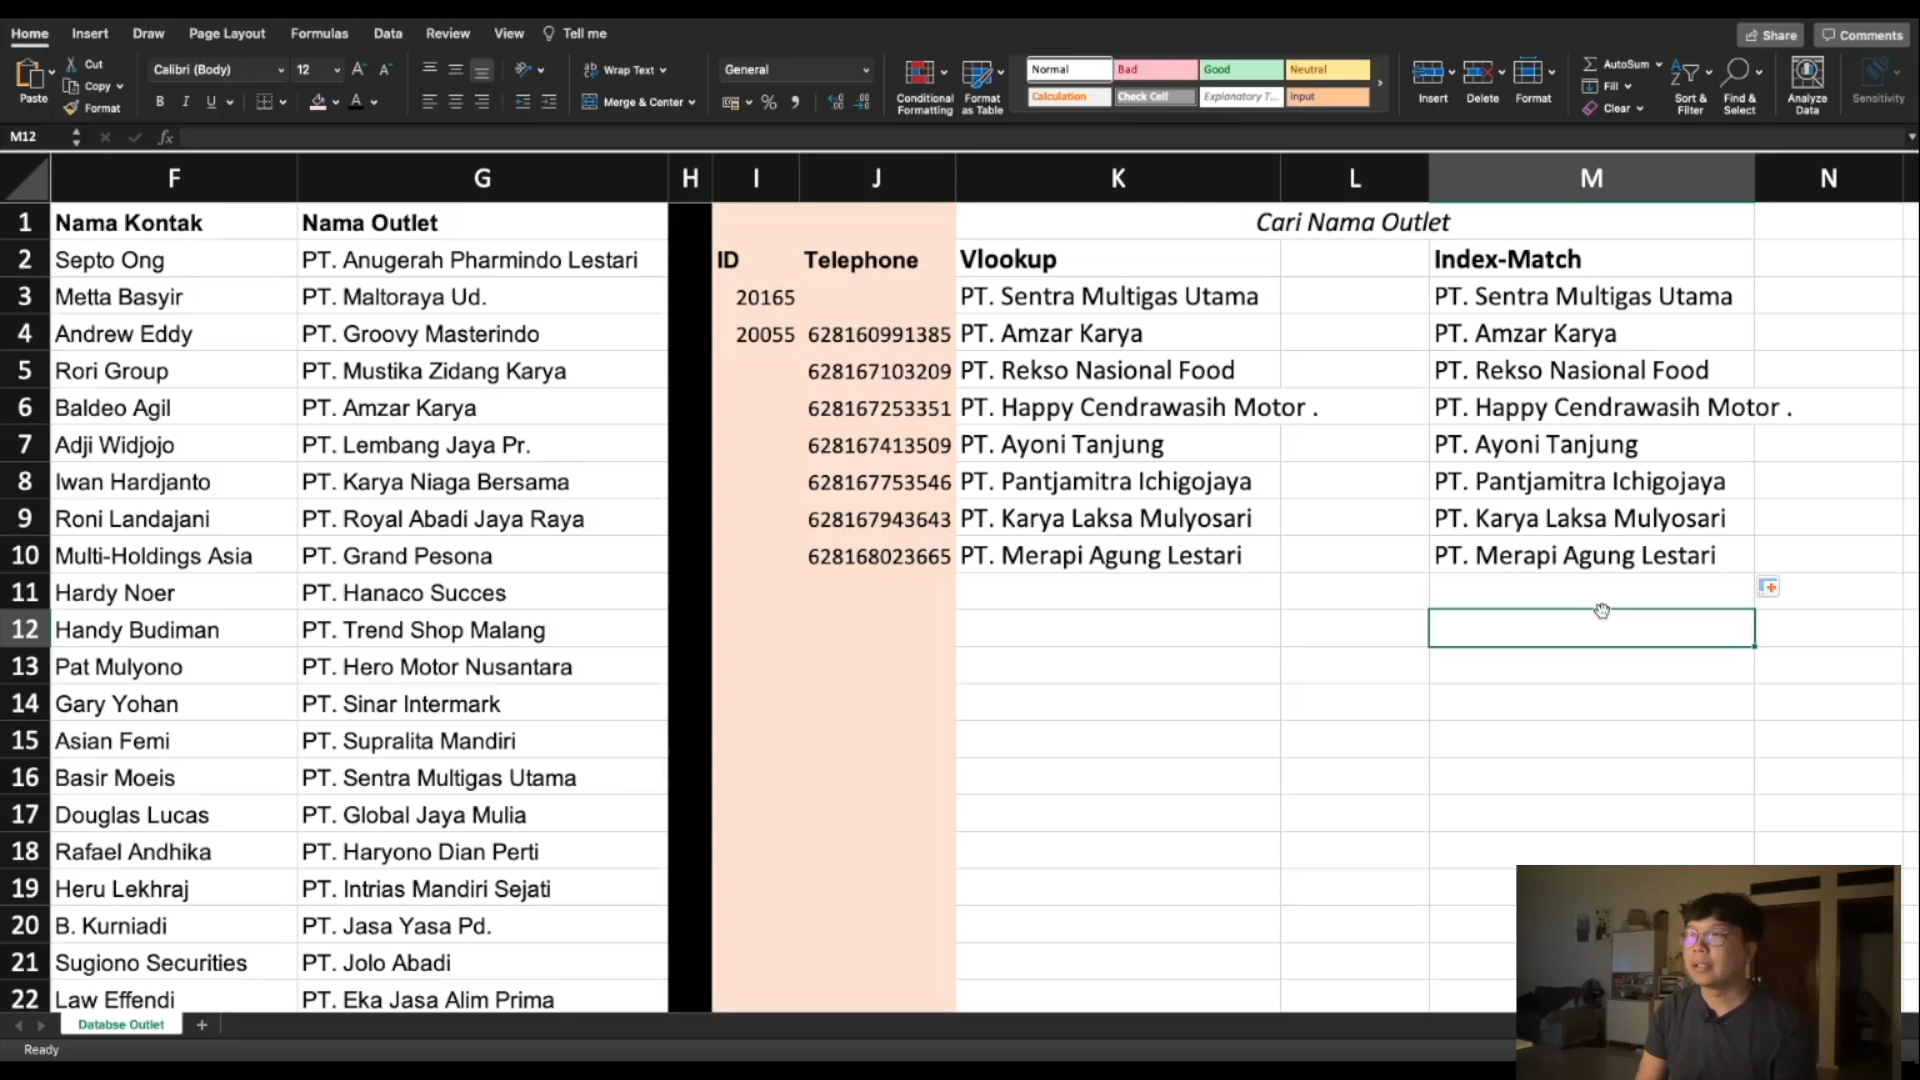 Home Insert Draw Page Layout Formulas Data Review View Tell me Share Comments
Paste Cut Copy Format
Calibri (Body) 12
B I U
Wrap Text
Merge & Center
General
Conditional Formatting
Format as Table
Normal Bad Good Neutral
Calculation Check Cell Explanatory T... Input
Insert Delete Format
AutoSum
Fill
Clear
Sort & Filter
Find & Select
Analyze Data
Sensitivity
M12 fx
F G H I J K L M N
1 Nama Kontak Nama Outlet Cari Nama Outlet
2 Septo Ong PT. Anugerah Pharmindo Lestari ID Telephone Vlookup Index-Match
3 Metta Basyir PT. Maltoraya Ud. 20165 PT. Sentra Multigas Utama PT. Sentra Multigas Utama
4 Andrew Eddy PT. Groovy Masterindo 20055 628160991385 PT. Amzar Karya PT. Amzar Karya
5 Rori Group PT. Mustika Zidang Karya 628167103209 PT. Rekso Nasional Food PT. Rekso Nasional Food
6 Baldeo Agil PT. Amzar Karya 628167253351 PT. Happy Cendrawasih Motor . PT. Happy Cendrawasih Motor .
7 Adji Widjojo PT. Lembang Jaya Pr. 628167413509 PT. Ayoni Tanjung PT. Ayoni Tanjung
8 Iwan Hardjanto PT. Karya Niaga Bersama 628167753546 PT. Pantjamitra Ichigojaya PT. Pantjamitra Ichigojaya
9 Roni Landajani PT. Royal Abadi Jaya Raya 628167943643 PT. Karya Laksa Mulyosari PT. Karya Laksa Mulyosari
10 Multi-Holdings Asia PT. Grand Pesona 628168023665 PT. Merapi Agung Lestari PT. Merapi Agung Lestari
11 Hardy Noer PT. Hanaco Succes
12 Handy Budiman PT. Trend Shop Malang
13 Pat Mulyono PT. Hero Motor Nusantara
14 Gary Yohan PT. Sinar Intermark
15 Asian Femi PT. Supralita Mandiri
16 Basir Moeis PT. Sentra Multigas Utama
17 Douglas Lucas PT. Global Jaya Mulia
18 Rafael Andhika PT. Haryono Dian Perti
19 Heru Lekhraj PT. Intrias Mandiri Sejati
20 B. Kurniadi PT. Jasa Yasa Pd.
21 Sugiono Securities PT. Jolo Abadi
22 Law Effendi PT. Eka Jasa Alim Prima
Databse Outlet
Ready